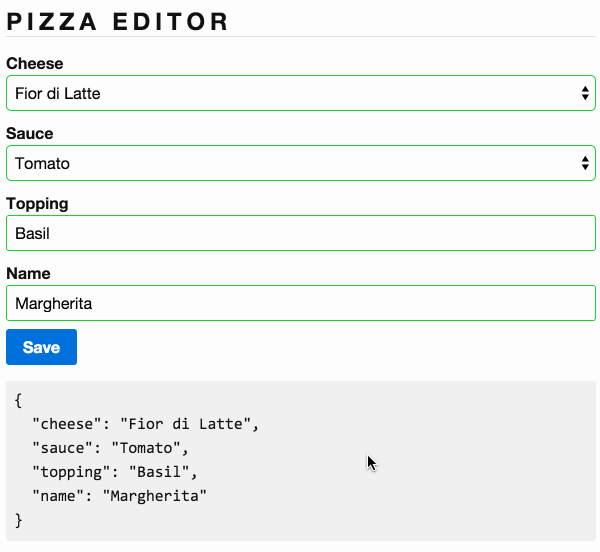 PIZZA EDITOR
Cheese
Fior di Latte
Sauce
Tomato
Topping
Basil
Name
Margherita
Save
{
  "cheese": "Fior di Latte",
  "sauce": "Tomato",
  "topping": "Basil",
  "name": "Margherita"
}